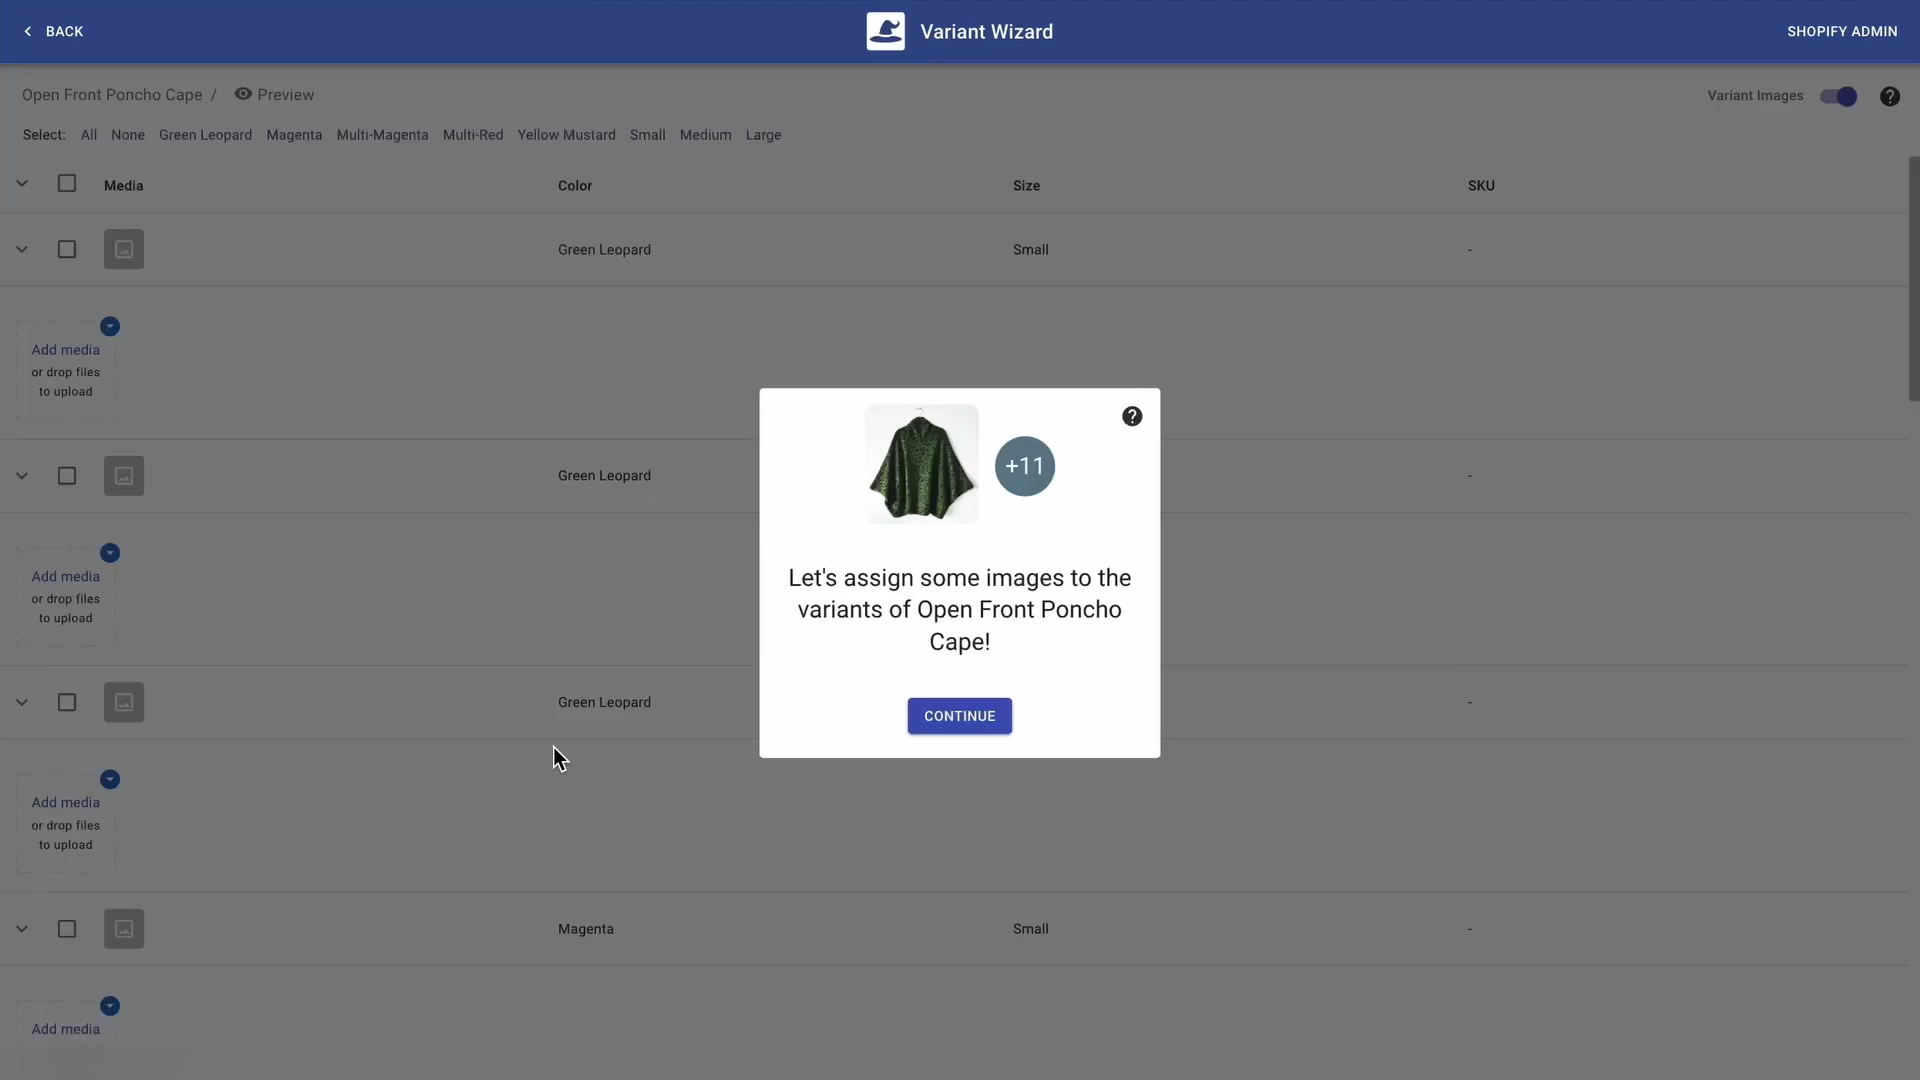 BACK
Variant Wizard
SHOPIFY ADMIN
Open Front Poncho Cape / Preview
Variant Images
?
Select: All None Green Leopard Magenta Multi-Magenta Multi-Red Yellow Mustard Small Medium Large
Media Color Size SKU
Green Leopard Small -
Add media
or drop files
to upload
Green Leopard -
Add media
or drop files
to upload
Green Leopard -
Add media
or drop files
to upload
Magenta Small -
Add media
?
+11
Let's assign some images to the
variants of Open Front Poncho
Cape!
CONTINUE